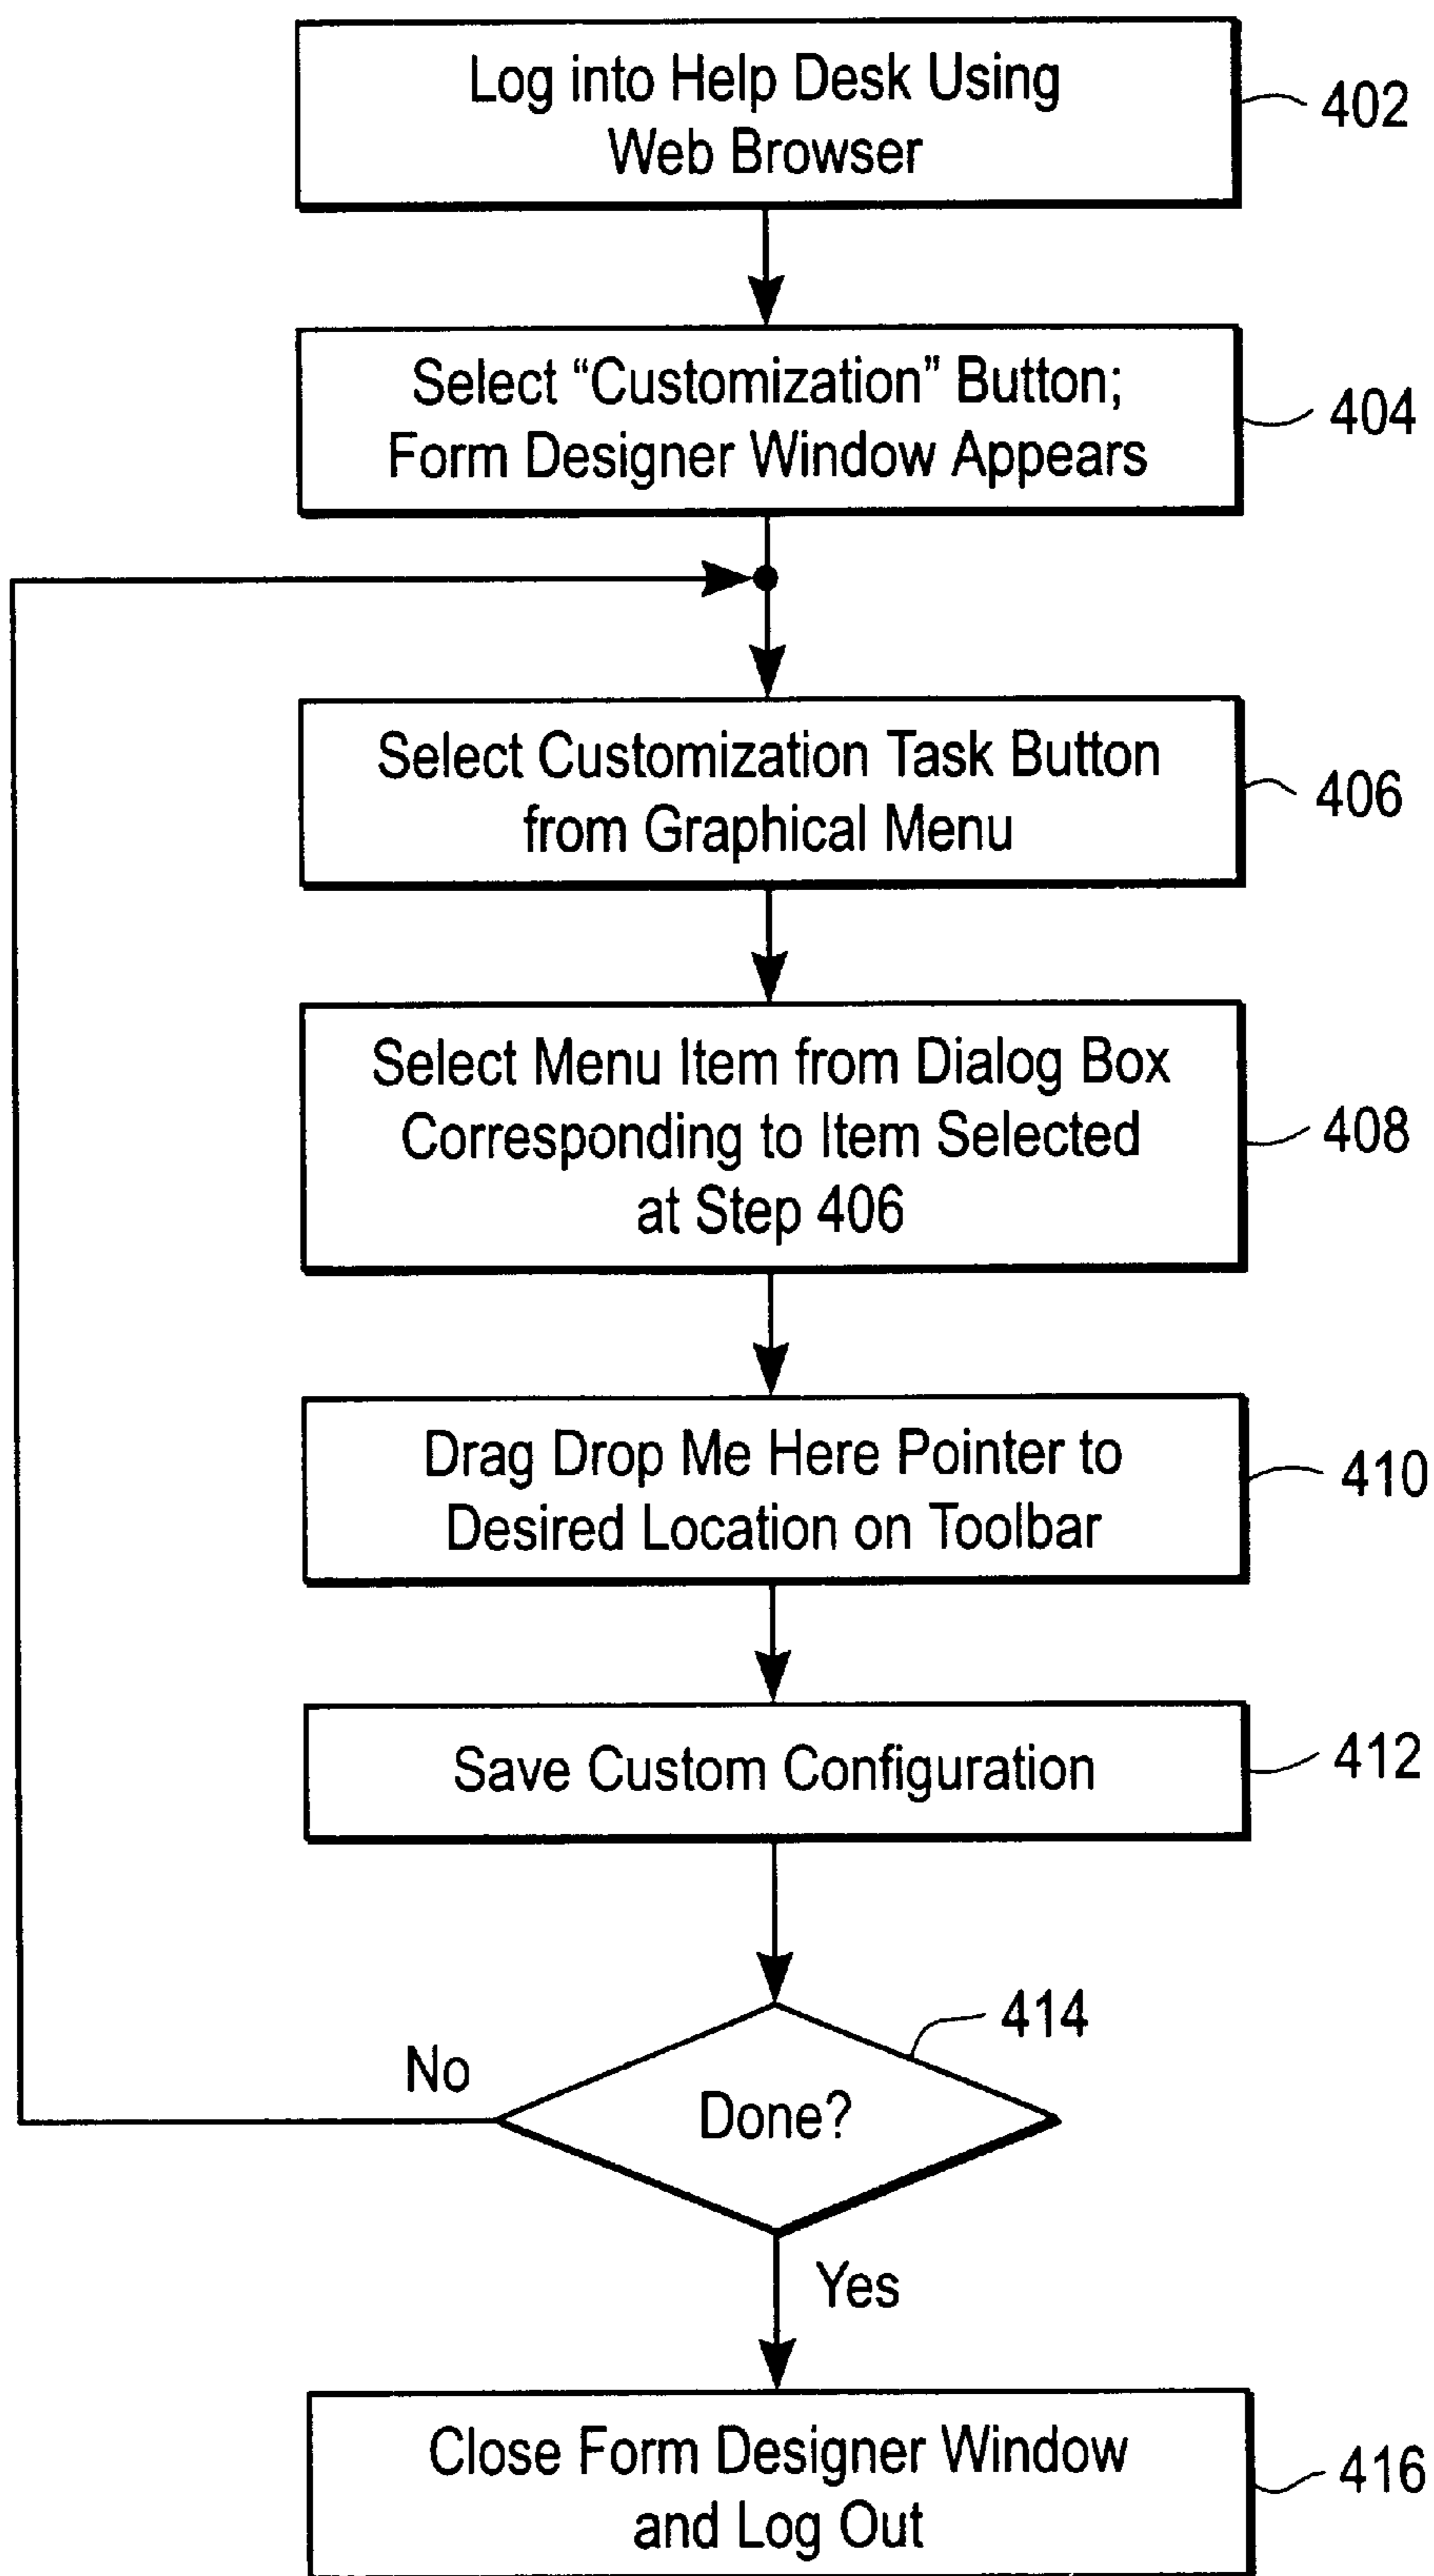 Log into Help Desk Using
Web Browser
402
Select “Customization” Button;
Form Designer Window Appears
404
Select Customization Task Button
from Graphical Menu
406
Select Menu Item from Dialog Box
Corresponding to Item Selected
at Step 406
408
Drag Drop Me Here Pointer to
Desired Location on Toolbar
410
Save Custom Configuration
412
414
No
Done?
Yes
Close Form Designer Window
and Log Out
416